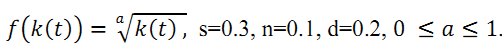 f(k(t)) = ᵃ√k(t) , s=0.3, n=0.1, d=0.2, 0 ≤ a ≤ 1.